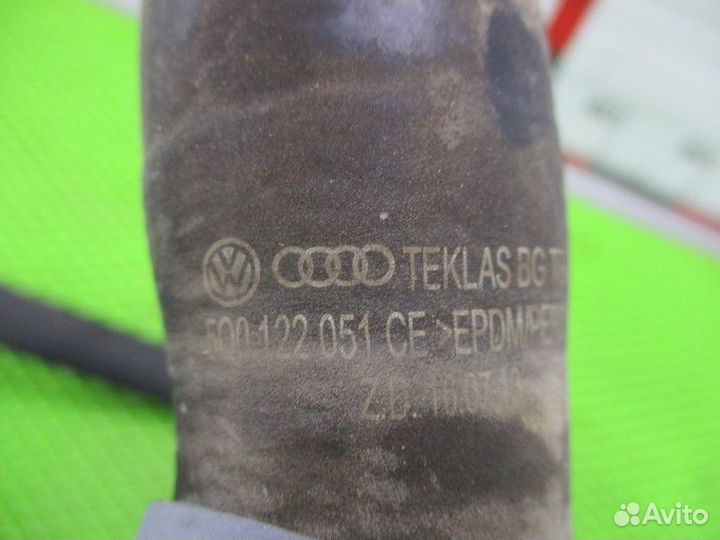 TEKLAS BG
5Q0 122 051 CE >EPDM
Z.D.
Avito